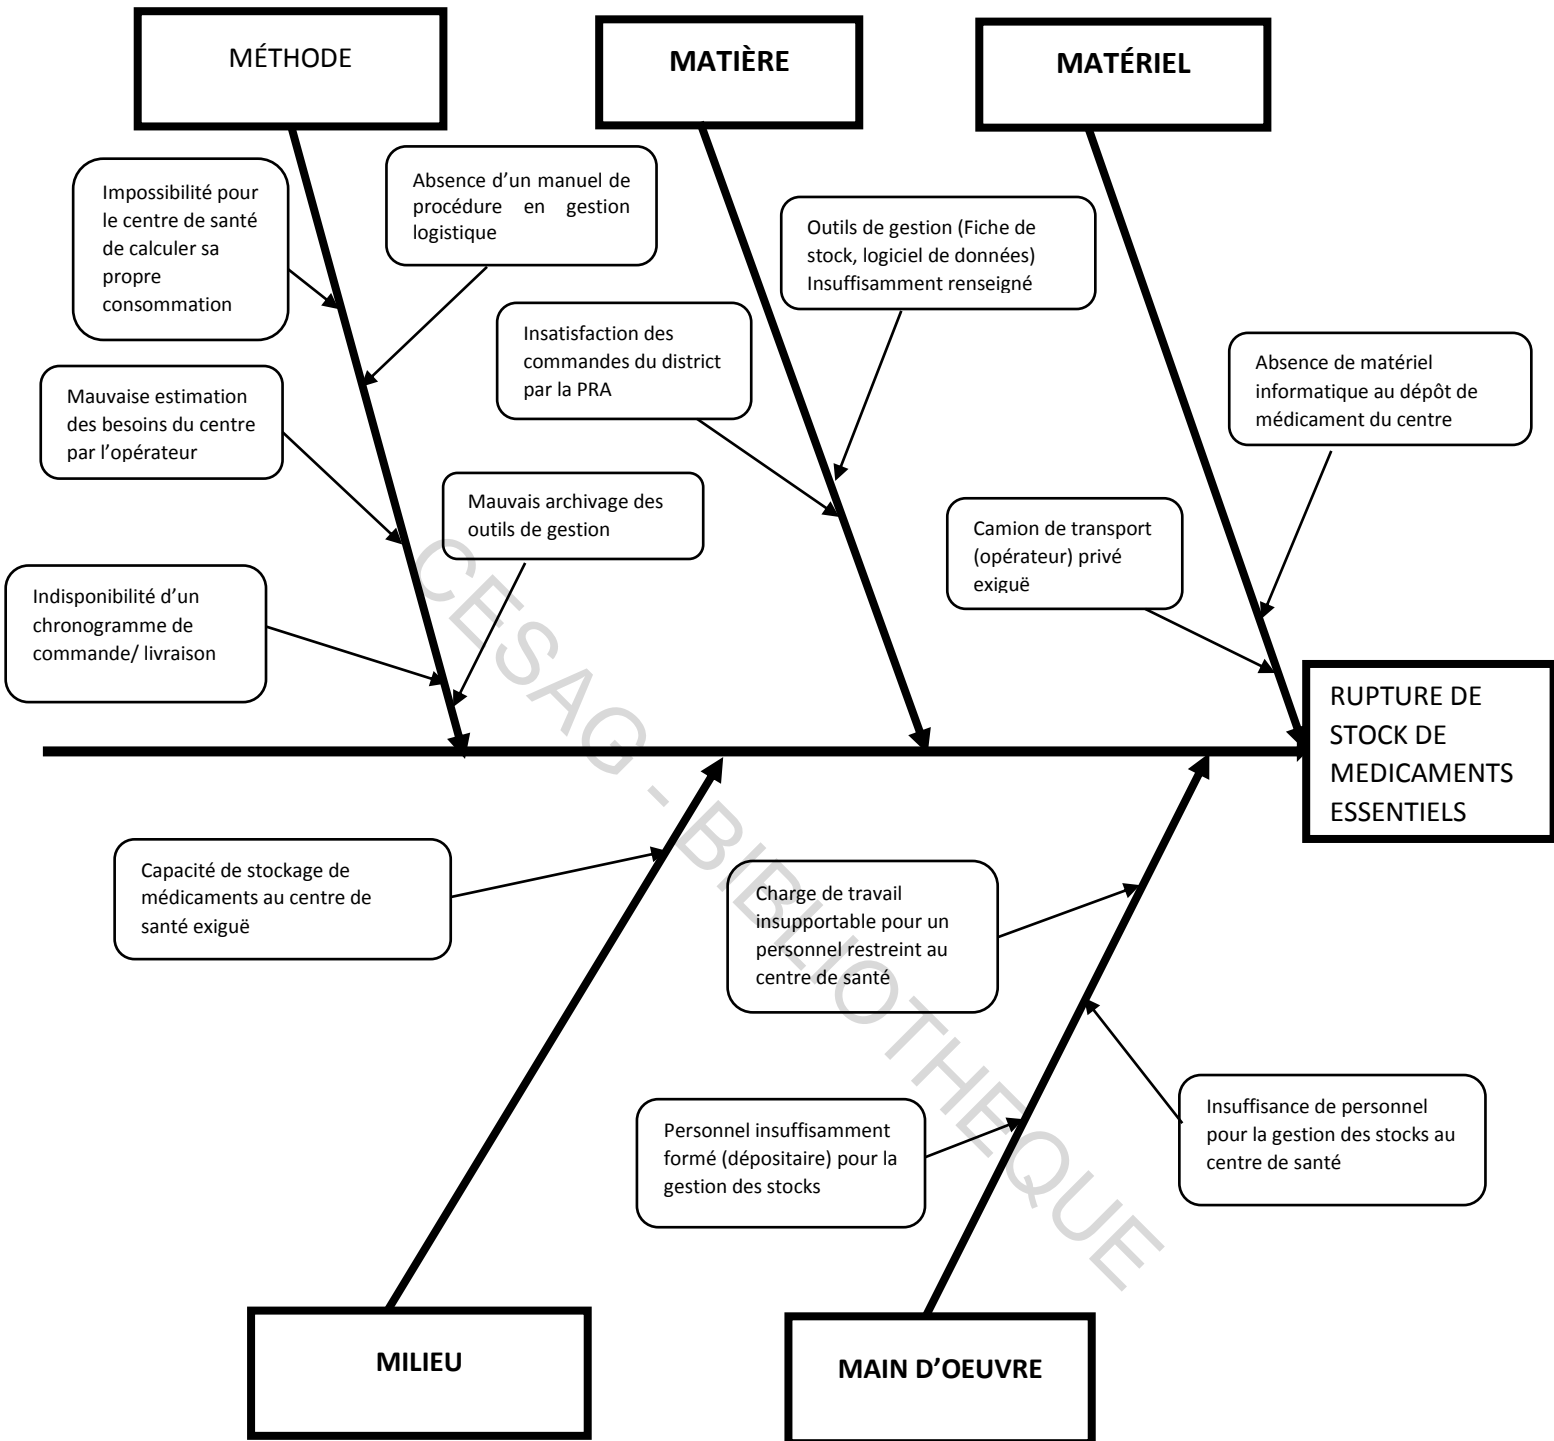 MÉTHODE
MATIÈRE
MATÉRIEL
Impossibilité pour
le centre de santé
de calculer sa
propre
consommation
Absence d’un manuel de
procédure en gestion
logistique
Outils de gestion (Fiche de
stock, logiciel de données)
Insuffisamment renseigné
Insatisfaction des
commandes du district
par la PRA
Absence de matériel
informatique au dépôt de
médicament du centre
Mauvaise estimation
des besoins du centre
par l’opérateur
Mauvais archivage des
outils de gestion
Camion de transport
(opérateur) privé
exiguë
Indisponibilité d’un
chronogramme de
commande/ livraison
RUPTURE DE
STOCK DE
MEDICAMENTS
ESSENTIELS
Capacité de stockage de
médicaments au centre de
santé exiguë
Charge de travail
insupportable pour un
personnel restreint au
centre de santé
Personnel insuffisamment
formé (dépositaire) pour la
gestion des stocks
Insuffisance de personnel
pour la gestion des stocks au
centre de santé
MILIEU
MAIN D’OEUVRE
CESAG - BIBLIOTHEQUE